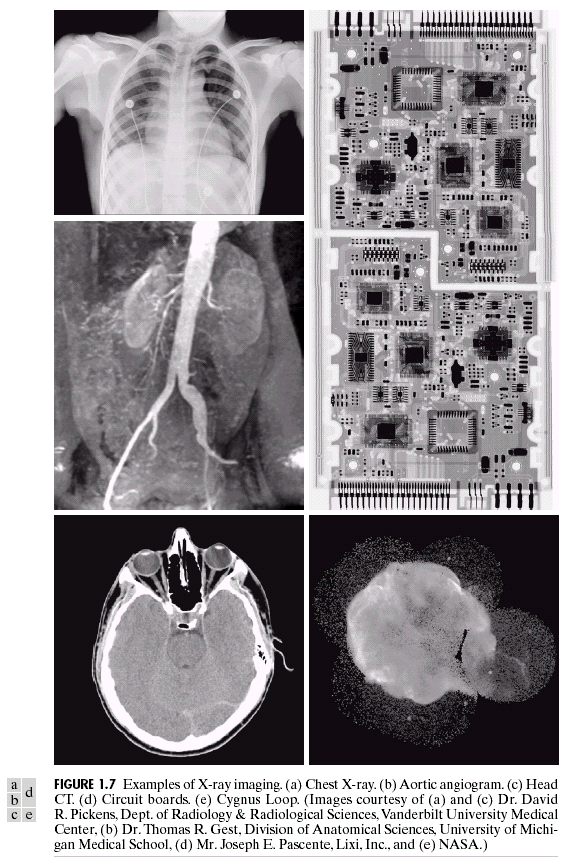 a
b
c
d
e
FIGURE 1.7 Examples of X-ray imaging. (a) Chest X-ray. (b) Aortic angiogram. (c) Head
CT. (d) Circuit boards. (e) Cygnus Loop. (Images courtesy of (a) and (c) Dr. David
R. Pickens, Dept. of Radiology & Radiological Sciences, Vanderbilt University Medical
Center, (b) Dr. Thomas R. Gest, Division of Anatomical Sciences, University of Michi-
gan Medical School, (d) Mr. Joseph E. Pascente, Lixi, Inc., and (e) NASA.)